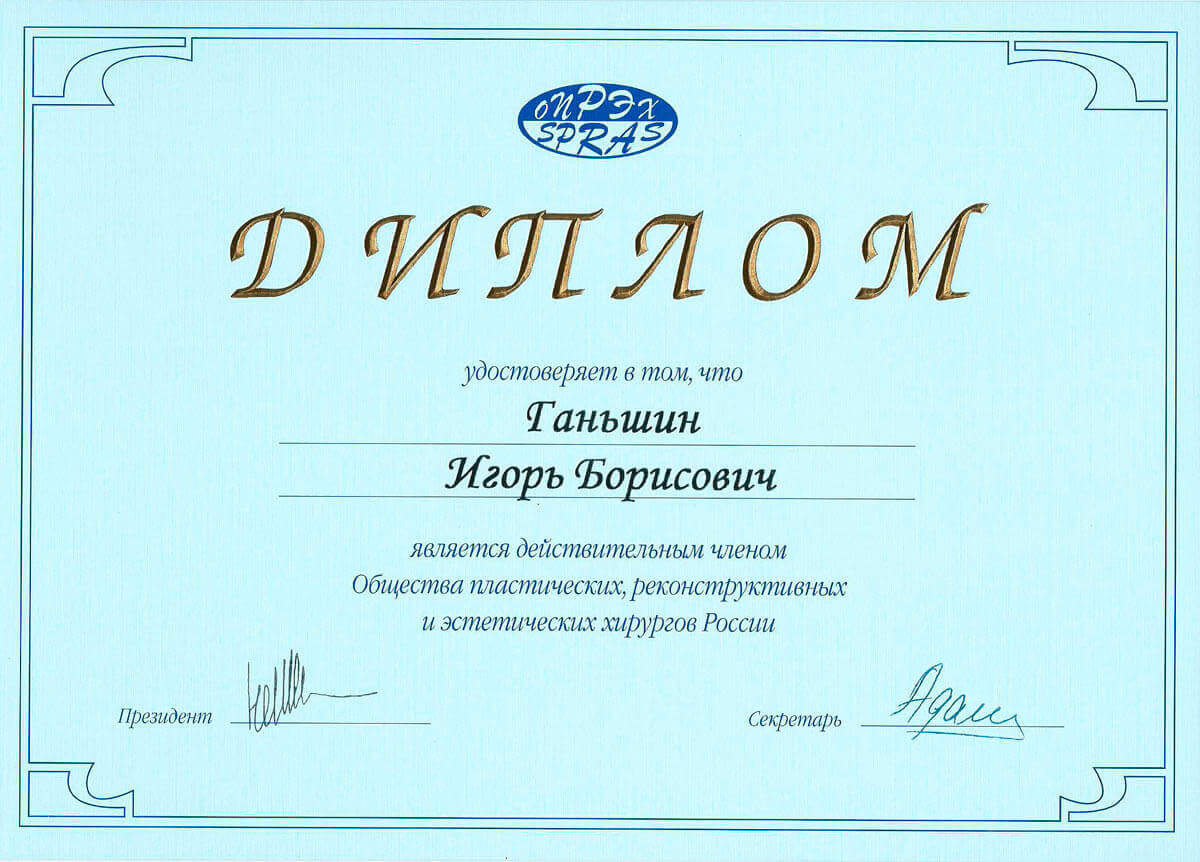 оПРЭХ
SPRAS
ДИПЛОМ
удостоверяет в том, что
Ганьшин
Игорь Борисович
является действительным членом
Общества пластических, реконструктивных
и эстетических хирургов России
Президент
Секретарь